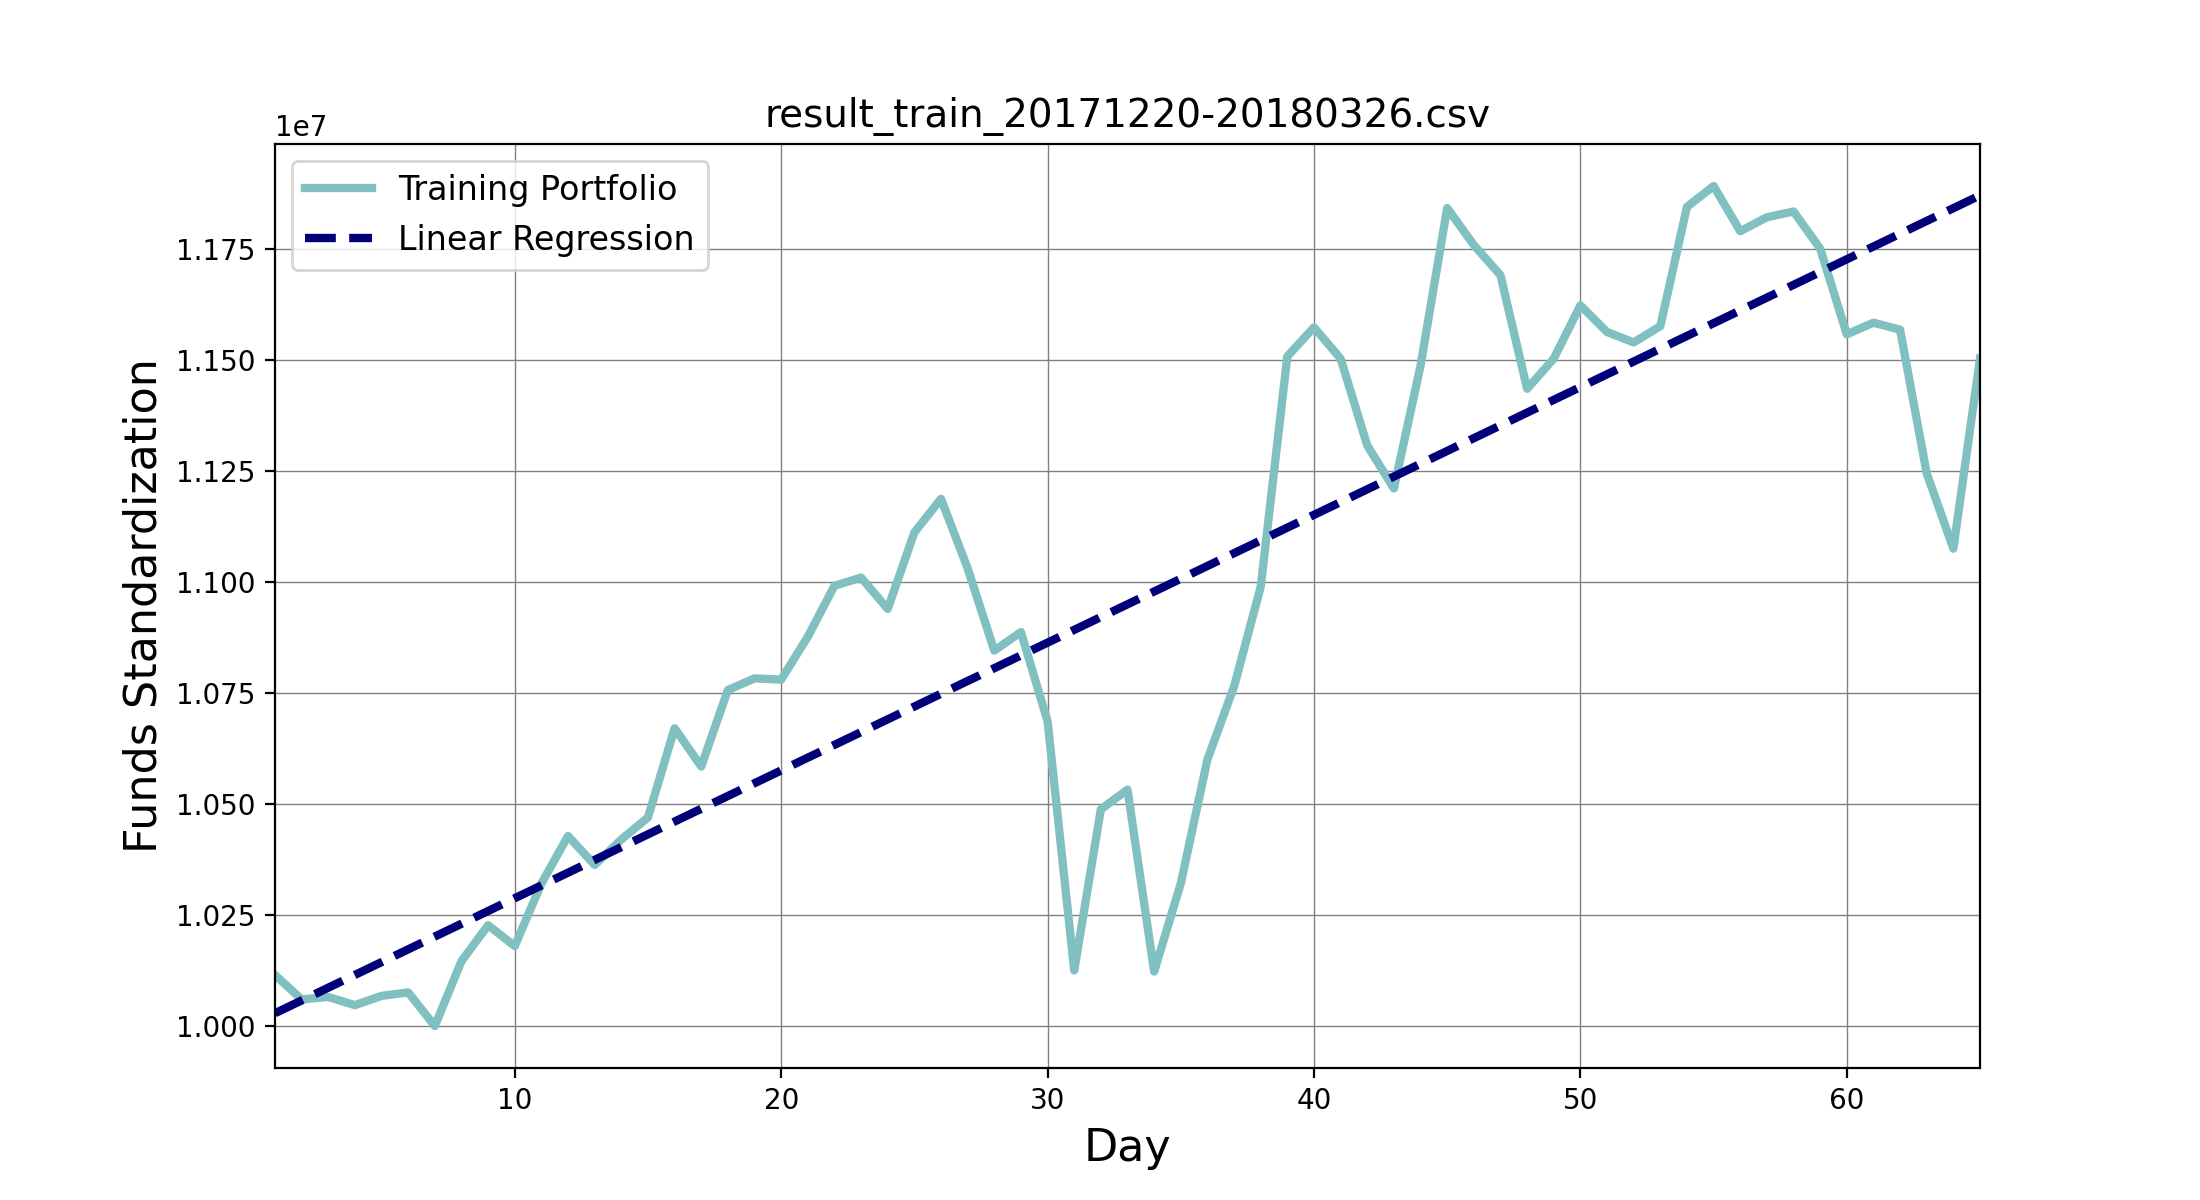 result_train_20171220-20180326.csv
1e7
Training Portfolio
Linear Regression
Funds Standardization
1.175
1.150
1.125
1.100
1.075
1.050
1.025
1.000
10 20 30 40 50 60
Day